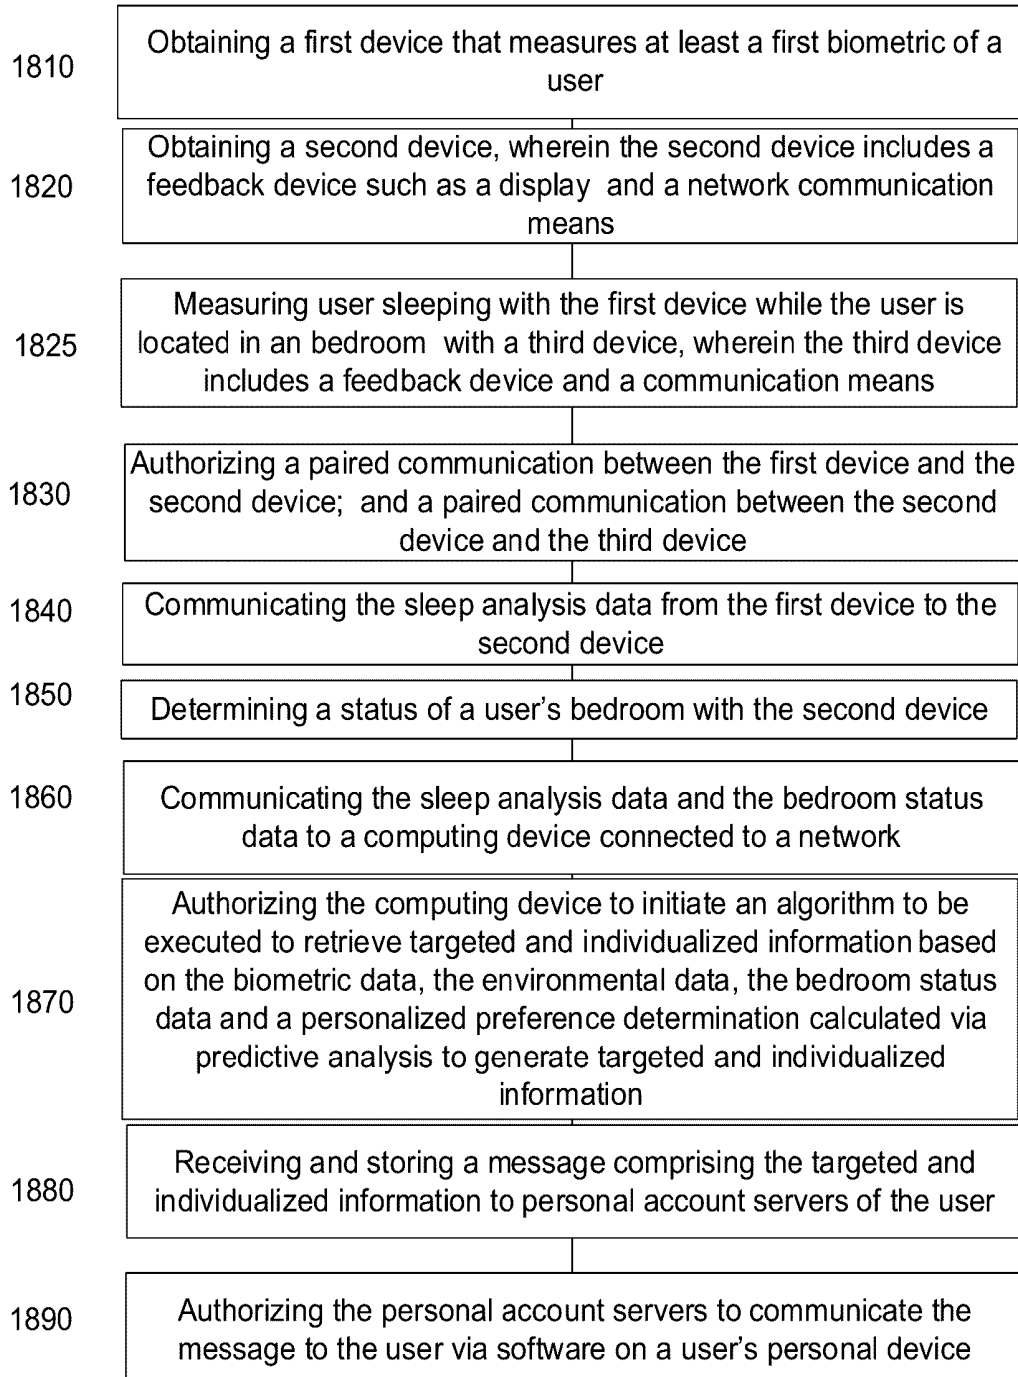 1810
Obtaining a first device that measures at least a first biometric of a
user
1820
Obtaining a second device, wherein the second device includes a
feedback device such as a display and a network communication
means
1825
Measuring user sleeping with the first device while the user is
located in an bedroom with a third device, wherein the third device
includes a feedback device and a communication means
1830
Authorizing a paired communication between the first device and the
second device; and a paired communication between the second
device and the third device
1840
Communicating the sleep analysis data from the first device to the
second device
1850
Determining a status of a user's bedroom with the second device
1860
Communicating the sleep analysis data and the bedroom status
data to a computing device connected to a network
1870
Authorizing the computing device to initiate an algorithm to be
executed to retrieve targeted and individualized information based
on the biometric data, the environmental data, the bedroom status
data and a personalized preference determination calculated via
predictive analysis to generate targeted and individualized
information
1880
Receiving and storing a message comprising the targeted and
individualized information to personal account servers of the user
1890
Authorizing the personal account servers to communicate the
message to the user via software on a user's personal device